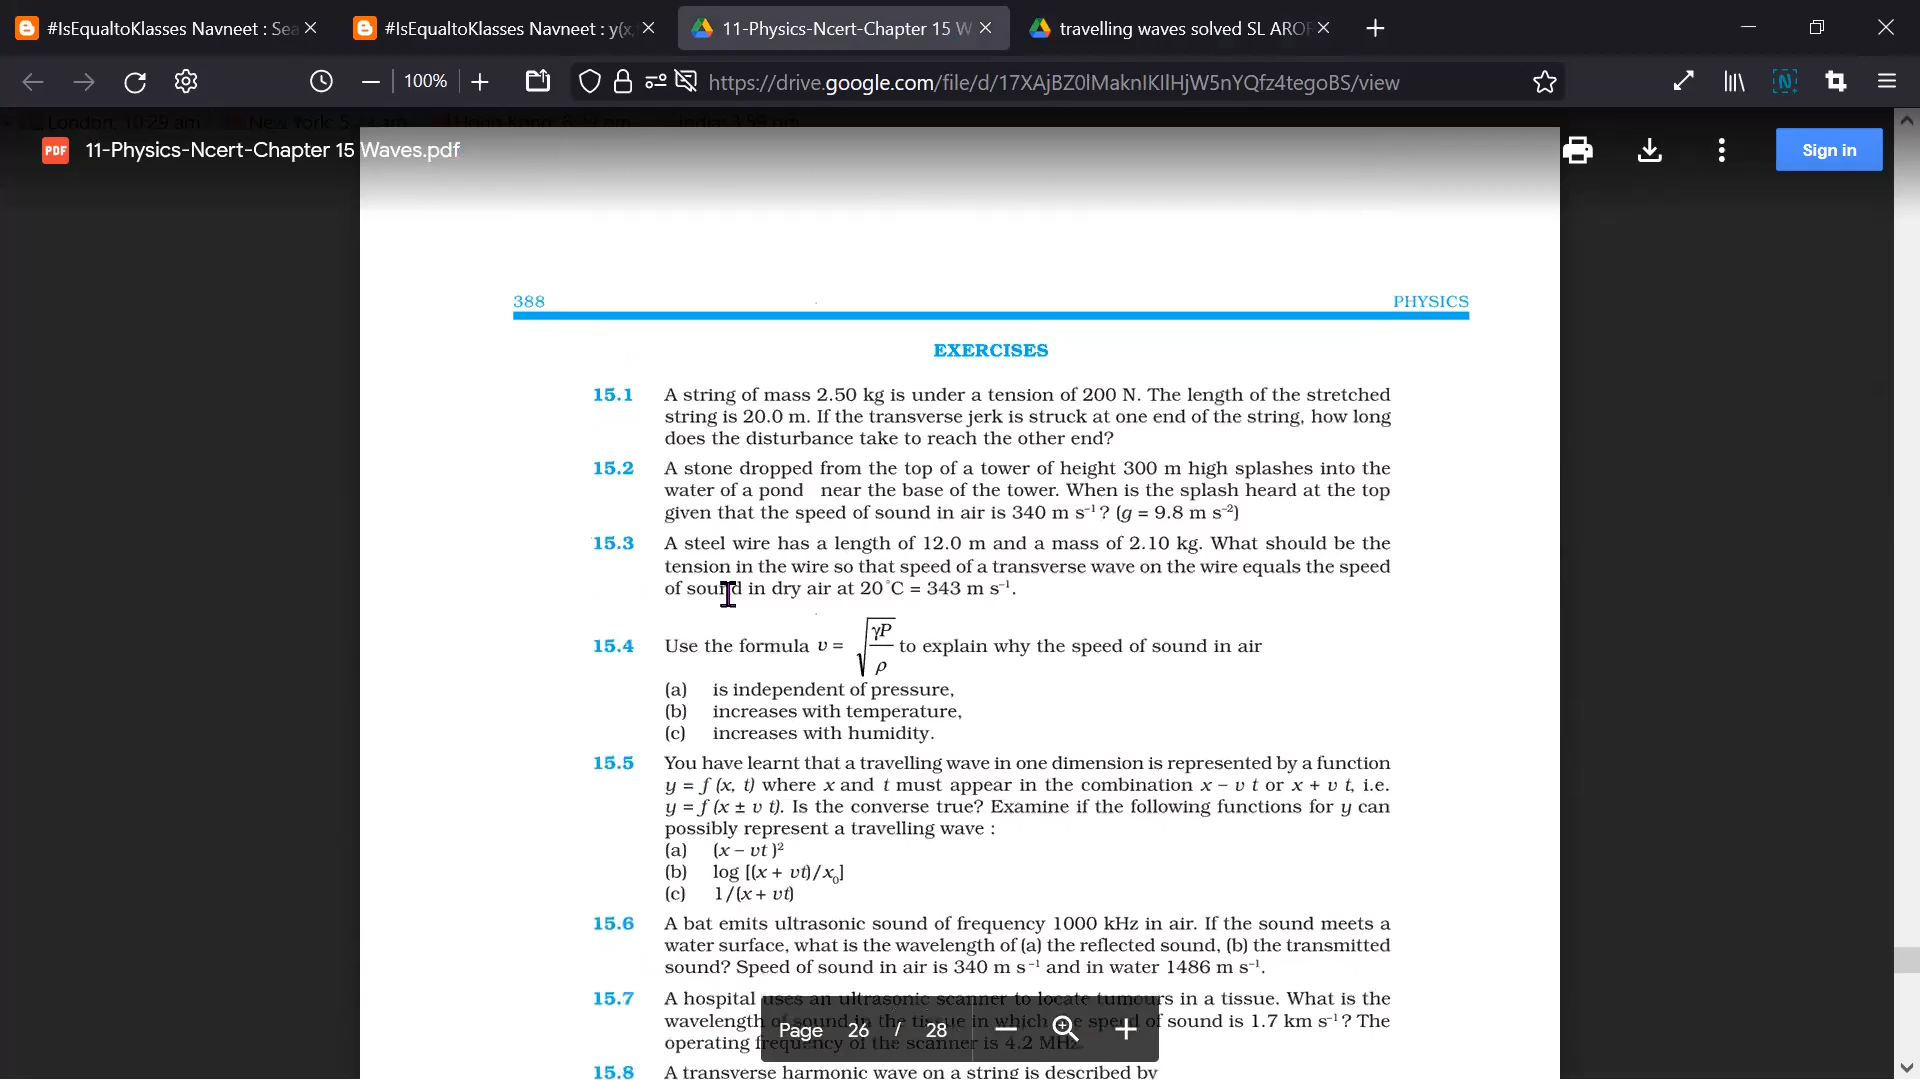 #IsEqualtoKlasses Navneet : Sea
#IsEqualtoKlasses Navneet : y(x,
11-Physics-Ncert-Chapter 15 W
travelling waves solved SL AROR
100%
https://drive.google.com/file/d/17XAjBZ0lMaknIKIlHjW5nYQfz4tegoBS/view
PDF 11-Physics-Ncert-Chapter 15 Waves.pdf
Sign in
388 PHYSICS
EXERCISES
15.1 A string of mass 2.50 kg is under a tension of 200 N. The length of the stretched
string is 20.0 m. If the transverse jerk is struck at one end of the string, how long
does the disturbance take to reach the other end?
15.2 A stone dropped from the top of a tower of height 300 m high splashes into the
water of a pond near the base of the tower. When is the splash heard at the top
given that the speed of sound in air is 340 m s⁻¹ ? (g = 9.8 m s⁻²)
15.3 A steel wire has a length of 12.0 m and a mass of 2.10 kg. What should be the
tension in the wire so that speed of a transverse wave on the wire equals the speed
of sound in dry air at 20 °C = 343 m s⁻¹.
15.4 Use the formula v = √(γP/ρ) to explain why the speed of sound in air
(a) is independent of pressure,
(b) increases with temperature,
(c) increases with humidity.
15.5 You have learnt that a travelling wave in one dimension is represented by a function
y = f (x, t) where x and t must appear in the combination x – v t or x + v t, i.e.
y = f (x ± v t). Is the converse true? Examine if the following functions for y can
possibly represent a travelling wave :
(a) (x – vt )²
(b) log [(x + vt)/x₀]
(c) 1/(x + vt)
15.6 A bat emits ultrasonic sound of frequency 1000 kHz in air. If the sound meets a
water surface, what is the wavelength of (a) the reflected sound, (b) the transmitted
sound? Speed of sound in air is 340 m s⁻¹ and in water 1486 m s⁻¹.
15.7 A hospital uses an ultrasonic scanner to locate tumours in a tissue. What is the
wavelength of sound in the tissue in which the speed of sound is 1.7 km s⁻¹ ? The
operating frequency of the scanner is 4.2 MHz.
Page 26 / 28
15.8 A transverse harmonic wave on a string is described by